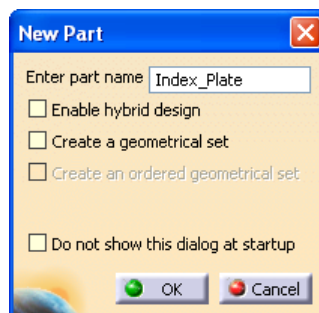 New Part
Enter part name Index_Plate
Enable hybrid design
Create a geometrical set
Create an ordered geometrical set
Do not show this dialog at startup
OK Cancel